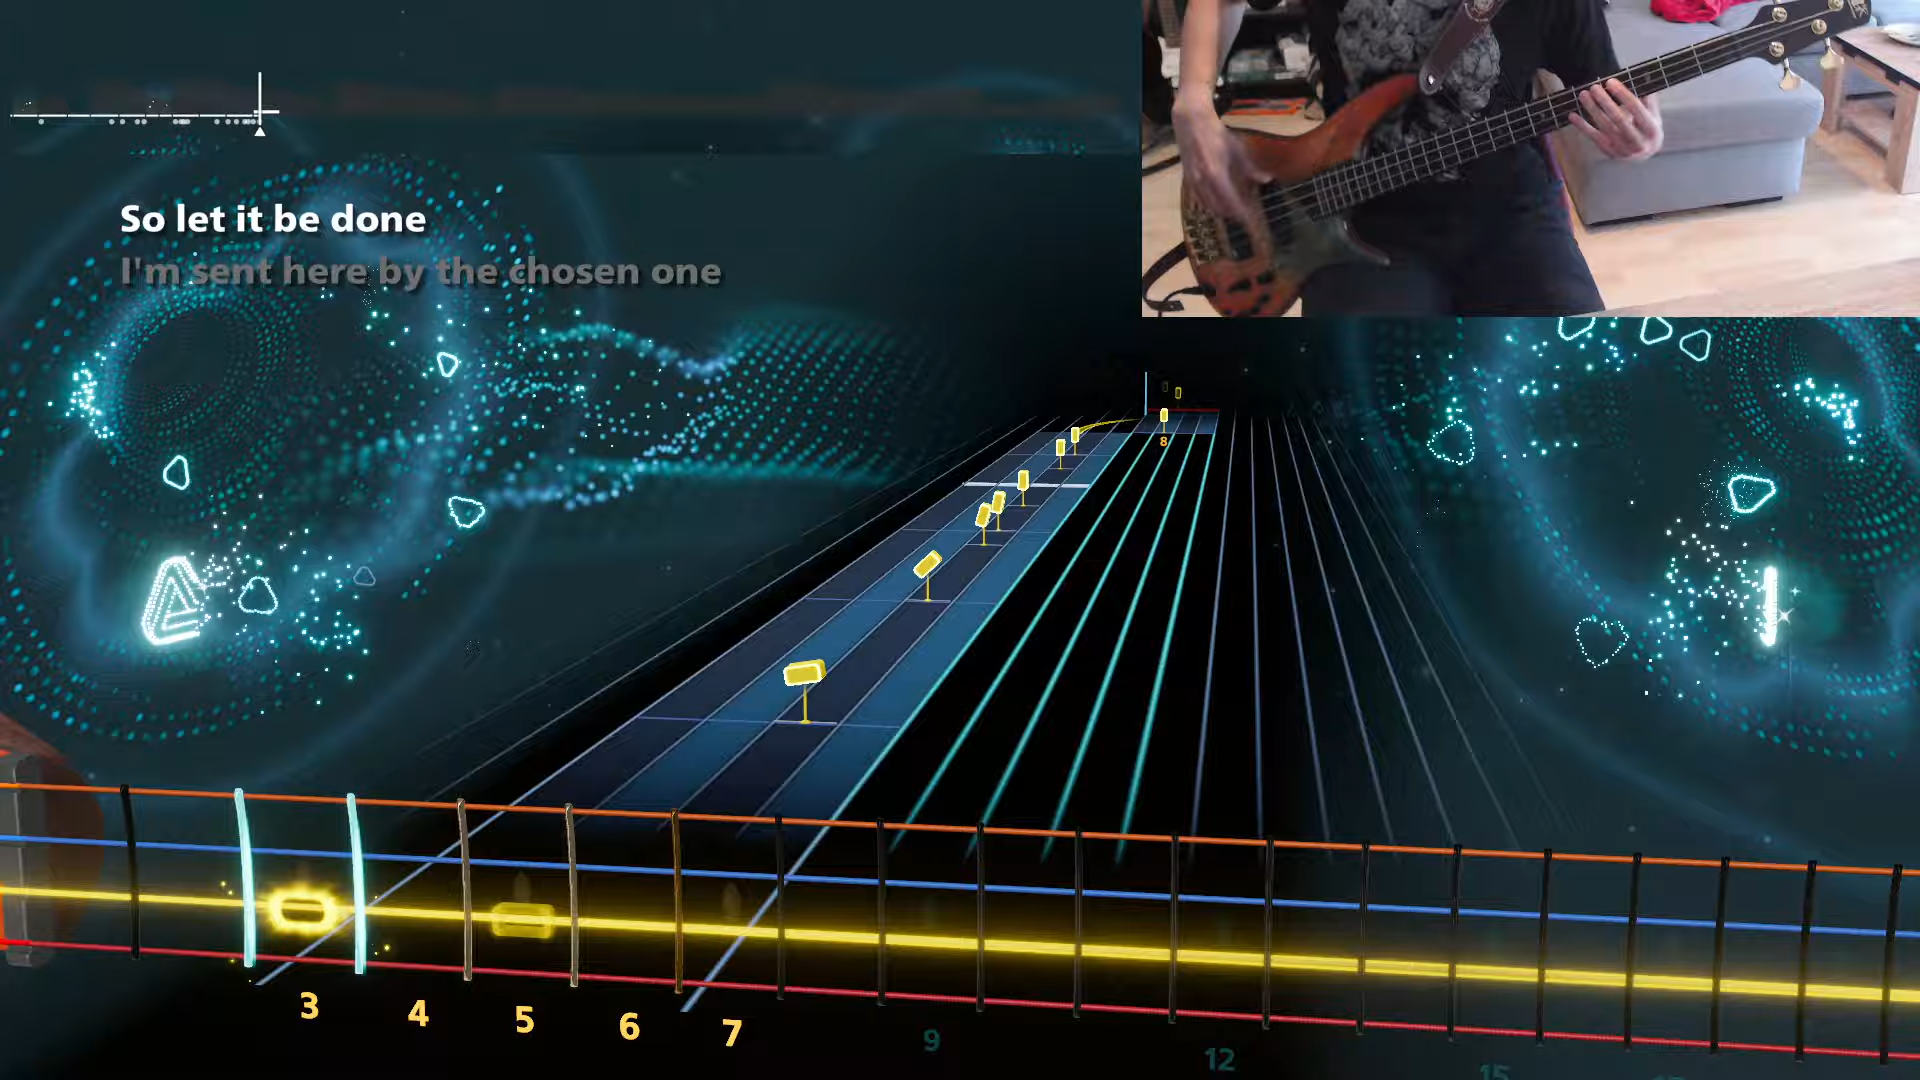 So let it be done
I'm sent here by the chosen one
8
3 4 5 6 7 9 12 15